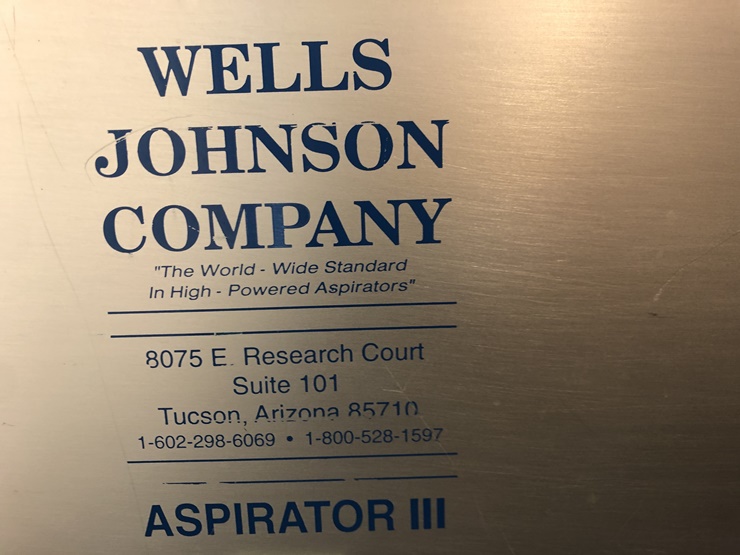 WELLS
JOHNSON
COMPANY
"The World - Wide Standard
In High - Powered Aspirators"
8075 E. Research Court
Suite 101
Tucson, Arizona 85710
1-602-298-6069 • 1-800-528-1597
ASPIRATOR III